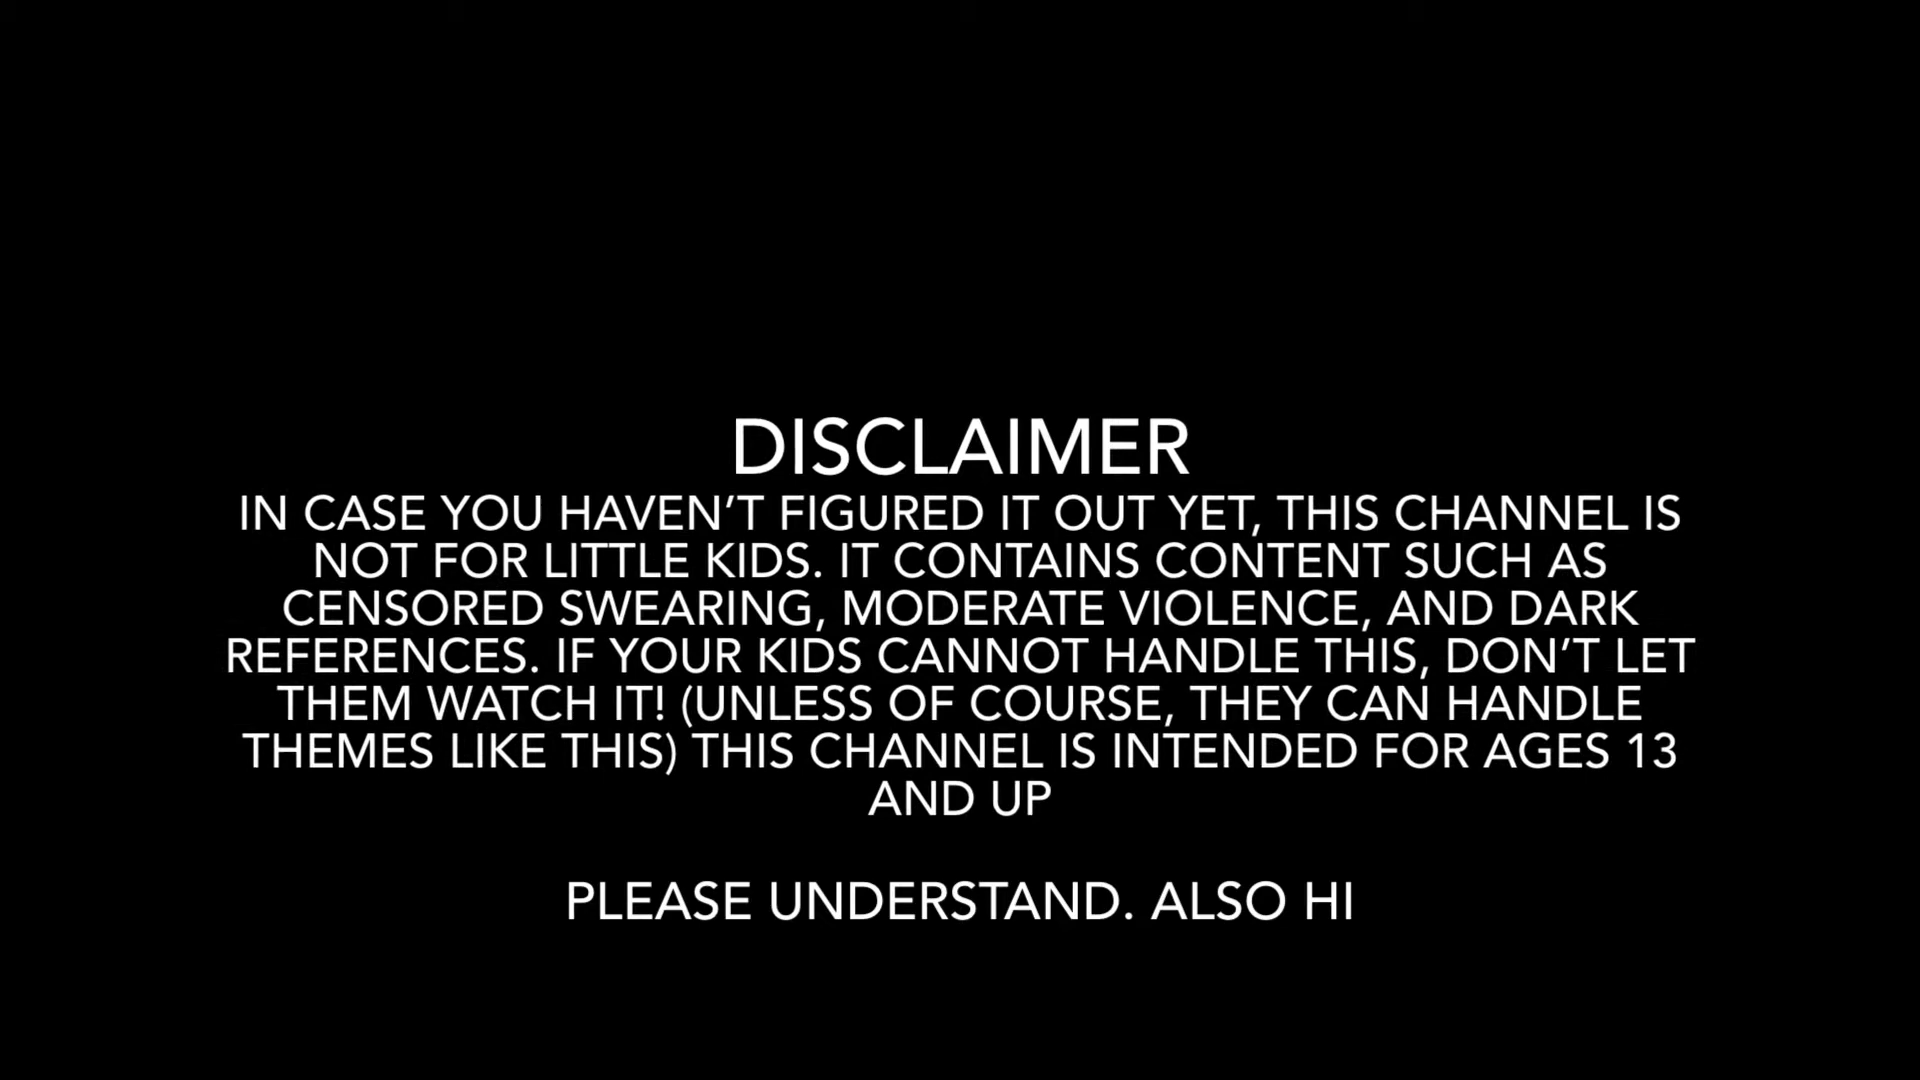 DISCLAIMER
IN CASE YOU HAVEN’T FIGURED IT OUT YET, THIS CHANNEL IS
NOT FOR LITTLE KIDS. IT CONTAINS CONTENT SUCH AS
CENSORED SWEARING, MODERATE VIOLENCE, AND DARK
REFERENCES. IF YOUR KIDS CANNOT HANDLE THIS, DON’T LET
THEM WATCH IT! (UNLESS OF COURSE, THEY CAN HANDLE
THEMES LIKE THIS) THIS CHANNEL IS INTENDED FOR AGES 13
AND UP
PLEASE UNDERSTAND. ALSO HI